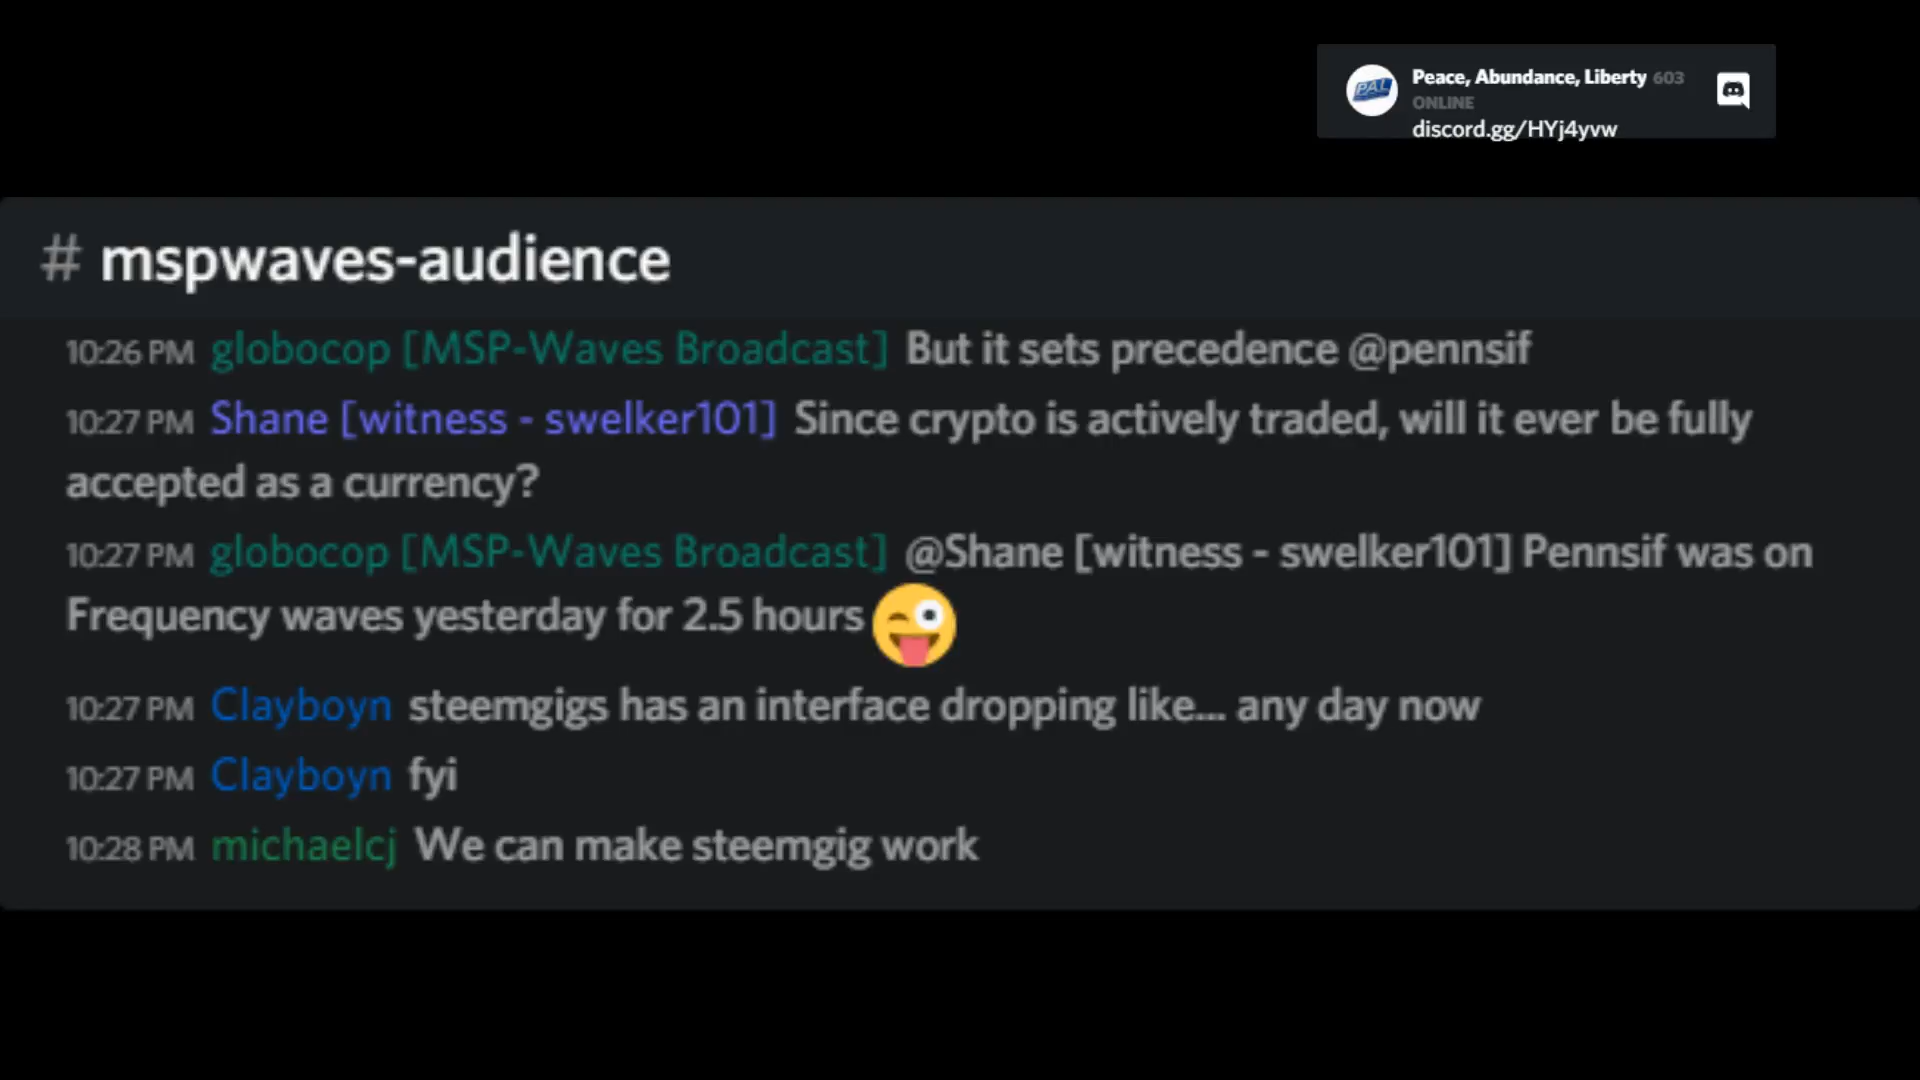 PAL
Peace, Abundance, Liberty 603
ONLINE
discord.gg/HYj4yvw
# mspwaves-audience
10:26 PM globocop [MSP-Waves Broadcast] But it sets precedence @pennsif
10:27 PM Shane [witness - swelker101] Since crypto is actively traded, will it ever be fully
accepted as a currency?
10:27 PM globocop [MSP-Waves Broadcast] @Shane [witness - swelker101] Pennsif was on
Frequency waves yesterday for 2.5 hours 😜
10:27 PM Clayboyn steemgigs has an interface dropping like... any day now
10:27 PM Clayboyn fyi
10:28 PM michaelcj We can make steemgig work